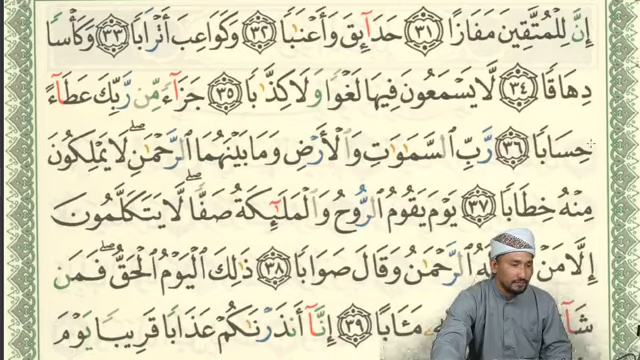 إِنَّ لِلْمُتَّقِينَ مَفَازًا ٣١ حَدَآئِقَ وَأَعْنَٰبًا ٣٢ وَكَوَاعِبَ أَتْرَابًا ٣٣ وَكَأْسًا
دِهَاقًا ٣٤ لَّا يَسْمَعُونَ فِيهَا لَغْوًا وَلَا كِذَّٰبًا ٣٥ جَزَآءً مِّن رَّبِّكَ عَطَآءً
حِسَابًا ٣٦ رَّبِّ ٱلسَّمَٰوَٰتِ وَٱلْأَرْضِ وَمَا بَيْنَهُمَا ٱلرَّحْمَٰنِ ۖ لَا يَمْلِكُونَ
مِنْهُ خِطَابًا ٣٧ يَوْمَ يَقُومُ ٱلرُّوحُ وَٱلْمَلَٰٓئِكَةُ صَفًّا ۖ لَّا يَتَكَلَّمُونَ
إِلَّا مَنْ ٱلرَّحْمَٰنُ وَقَالَ صَوَابًا ٣٨ ذَٰلِكَ ٱلْيَوْمُ ٱلْحَقُّ ۖ فَمَن
مَـَٔابًا ٣٩ إِنَّآ أَنذَرْنَٰكُمْ عَذَابًا قَرِيبًا يَوْمَ